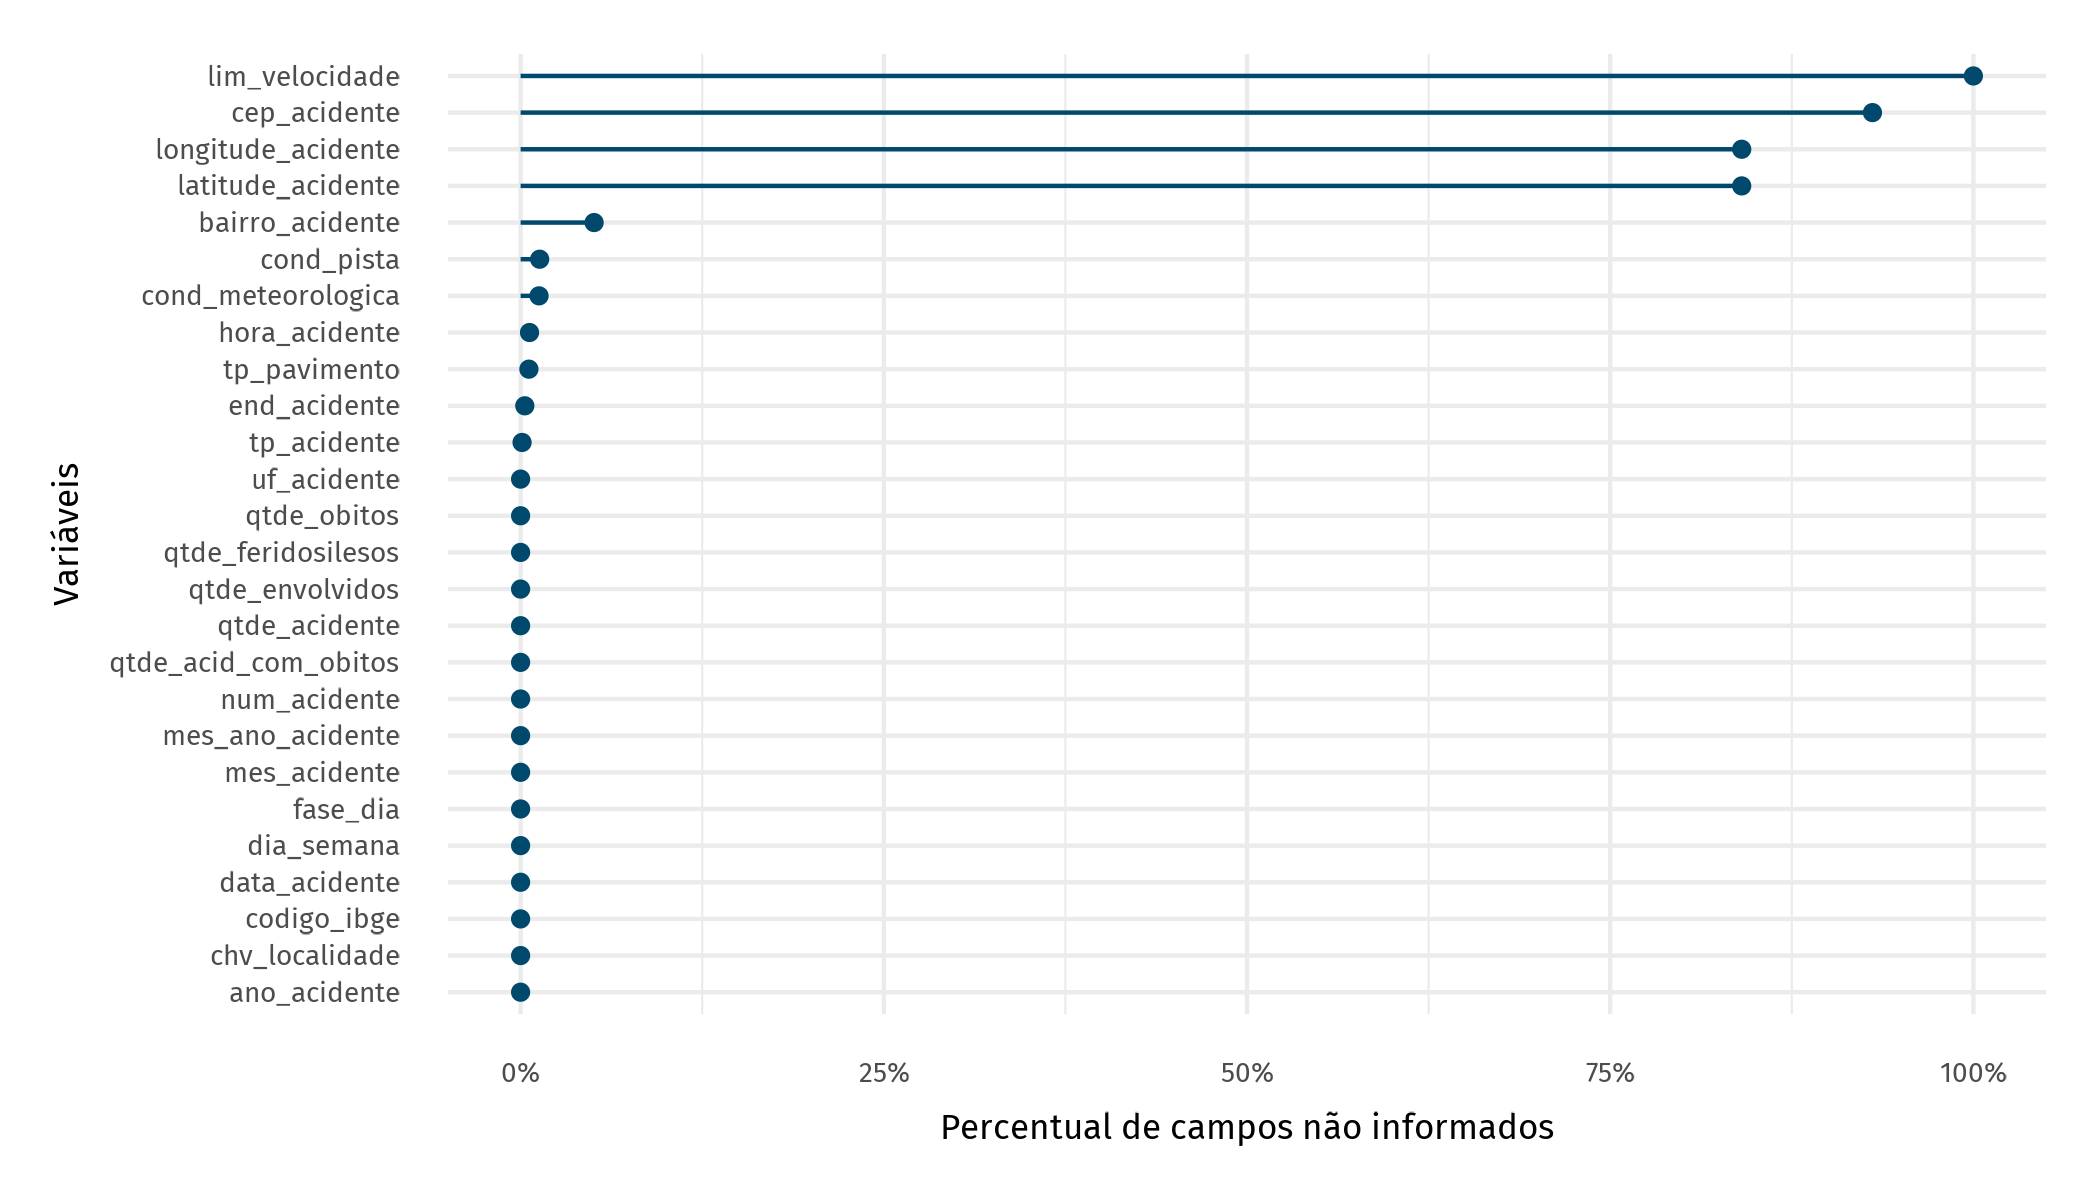 lim_velocidade
cep_acidente
longitude_acidente
latitude_acidente
bairro_acidente
cond_pista
cond_meteorologica
hora_acidente
tp_pavimento
end_acidente
tp_acidente
uf_acidente
qtde_obitos
qtde_feridosilesos
qtde_envolvidos
qtde_acidente
qtde_acid_com_obitos
num_acidente
mes_ano_acidente
mes_acidente
fase_dia
dia_semana
data_acidente
codigo_ibge
chv_localidade
ano_acidente
Variáveis
0% 25% 50% 75% 100%
Percentual de campos não informados